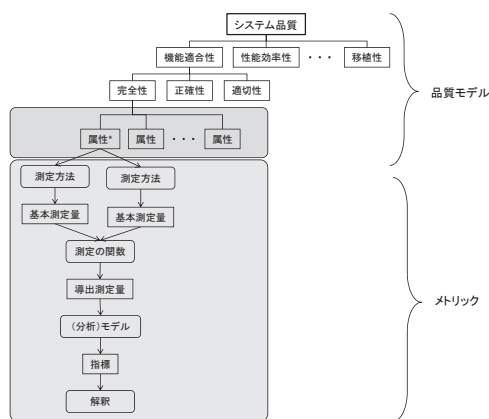 システム品質
機能適合性 性能効率性 ・・・ 移植性
完全性 正確性 適切性
品質モデル
属性* 属性 ・・・ 属性
測定方法 測定方法
基本測定量 基本測定量
測定の関数
導出測定量
メトリック
(分析)モデル
指標
解釈